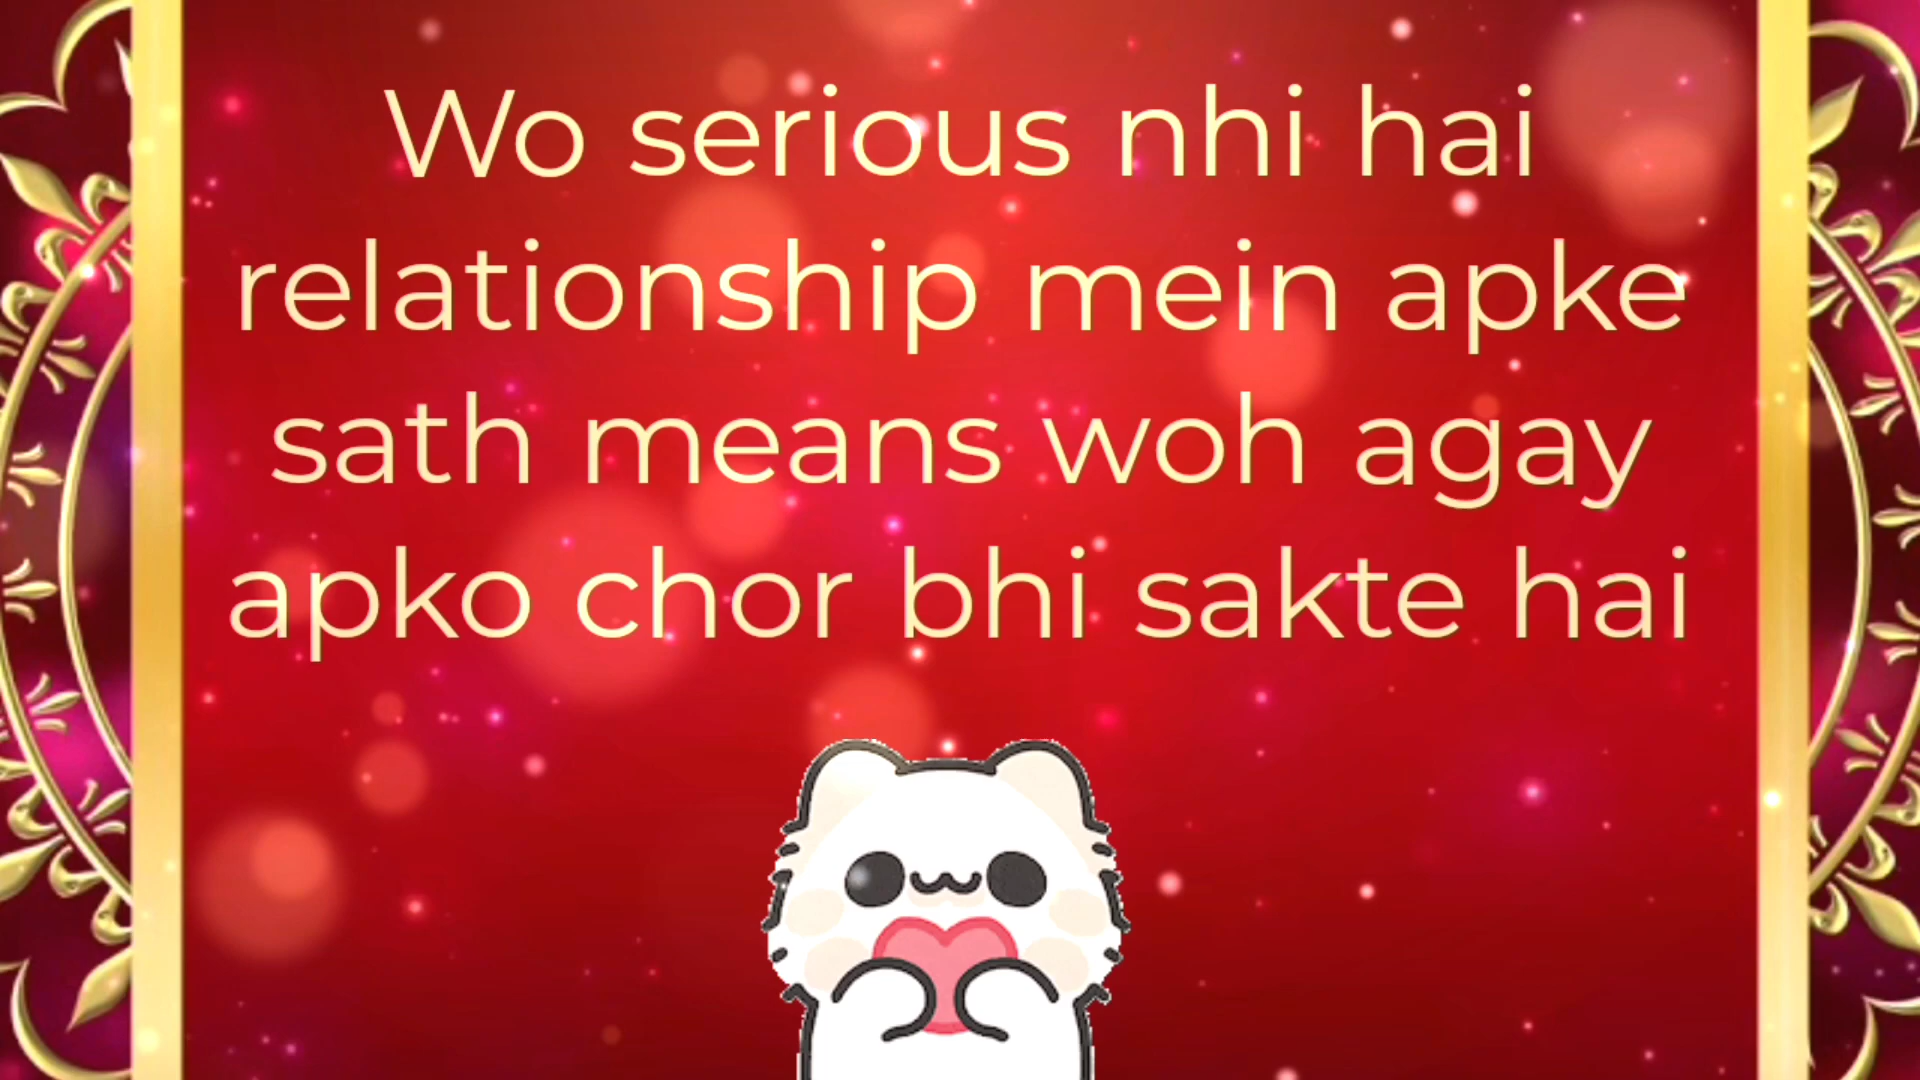 Wo serious nhi hai
relationship mein apke
sath means woh agay
apko chor bhi sakte hai